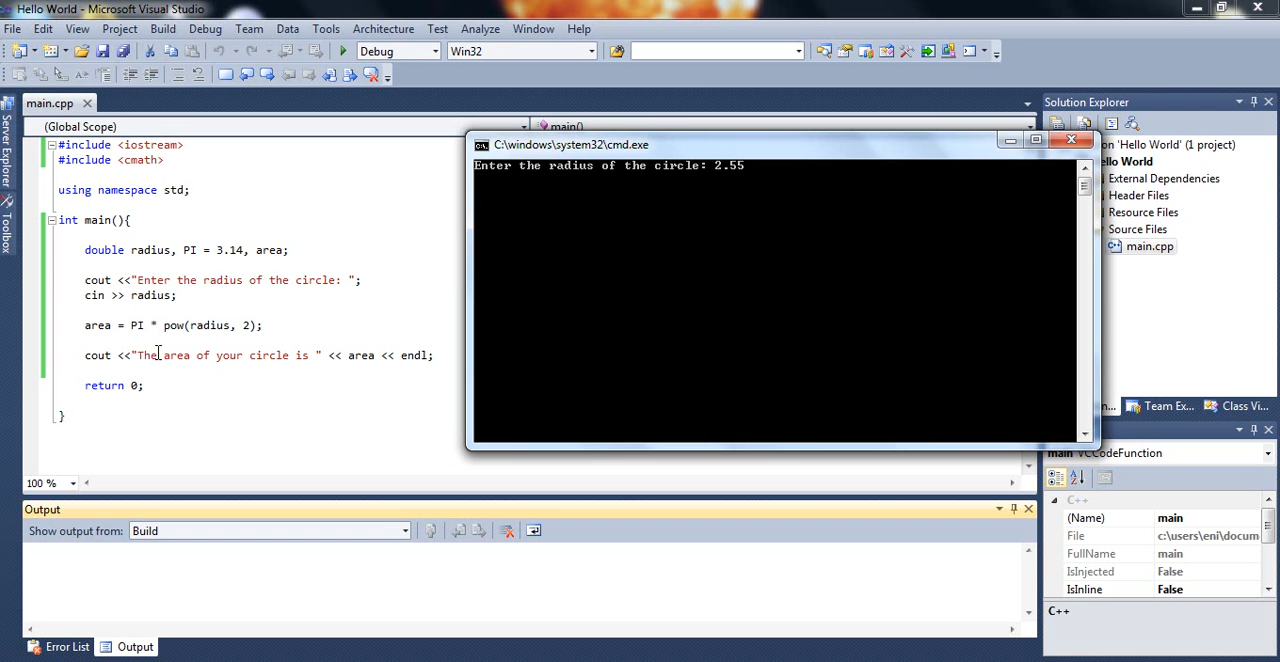 Hello World - Microsoft Visual Studio
File Edit View Project Build Debug Team Data Tools Architecture Test Analyze Window Help
Debug Win32
main.cpp
Solution Explorer
(Global Scope) main()
#include <iostream>
#include <cmath>
using namespace std;
int main(){
double radius, PI = 3.14, area;
cout <<"Enter the radius of the circle: ";
cin >> radius;
area = PI * pow(radius, 2);
cout <<"The area of your circle is " << area << endl;
return 0;
}
C:\windows\system32\cmd.exe
Enter the radius of the circle: 2.55
on 'Hello World' (1 project)
llo World
External Dependencies
Header Files
Resource Files
Source Files
main.cpp
Server Explorer
Toolbox
n... Team Ex... Class Vi...
main VCCodeFunction
C++
(Name) main
File c:\users\eni\docum
FullName main
IsInjected False
IsInline False
C++
100 %
Output
Show output from: Build
Error List Output